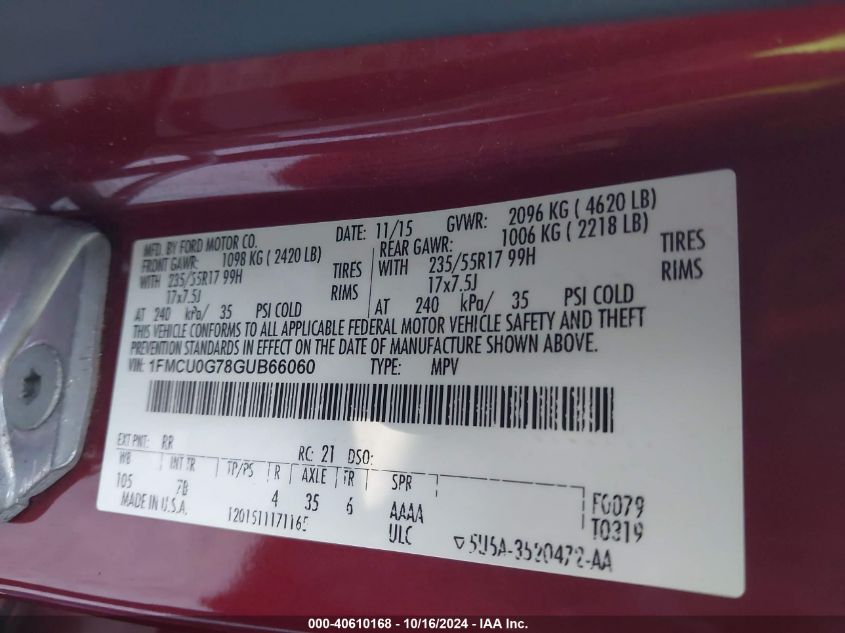 MFD. BY FORD MOTOR CO. DATE: 11/15 GVWR: 2096 KG ( 4620 LB)
FRONT GAWR: 1098 KG ( 2420 LB) REAR GAWR: 1006 KG ( 2218 LB)
WITH 235/55R17 99H TIRES WITH 235/55R17 99H TIRES
17x7.5J RIMS 17x7.5J RIMS
AT 240 kPa/ 35 PSI COLD AT 240 kPa/ 35 PSI COLD
THIS VEHICLE CONFORMS TO ALL APPLICABLE FEDERAL MOTOR VEHICLE SAFETY AND THEFT
PREVENTION STANDARDS IN EFFECT ON THE DATE OF MANUFACTURE SHOWN ABOVE.
VIN: 1FMCU0G78GUB66060 TYPE: MPV
EXT PNT: RR RC: 21 DSO:
WB INT TR TP/PS R AXLE TR SPR
105 7B 4 35 6 AAAA F0079
MADE IN U.S.A. 1201511171165 ULC T0319
5U5A-3520472-AA
000-40610168 - 10/16/2024 - IAA Inc.